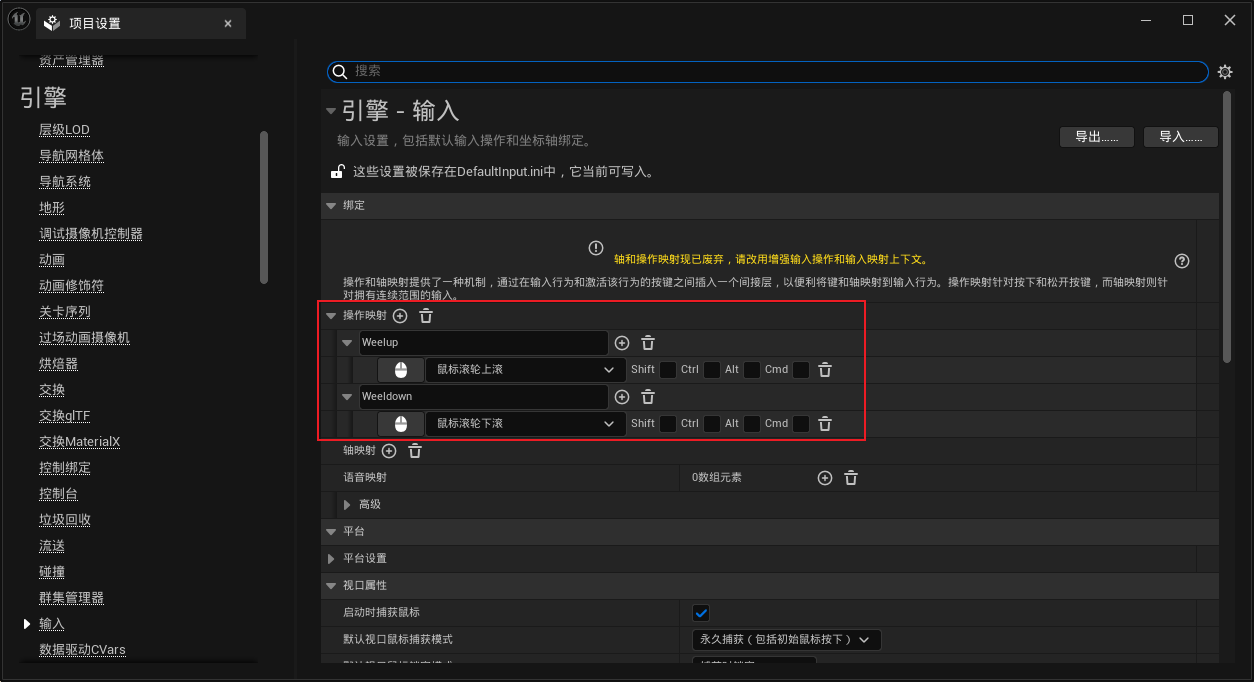 项目设置
资产管理器
引擎
层级LOD
导航网格体
导航系统
地形
调试摄像机控制器
动画
动画修饰符
关卡序列
过场动画摄像机
烘焙器
交换
交换glTF
交换MaterialX
控制绑定
控制台
垃圾回收
流送
碰撞
群集管理器
输入
数据驱动CVars
搜索
引擎 - 输入
输入设置，包括默认输入操作和坐标轴绑定。
导出......
导入......
这些设置被保存在DefaultInput.ini中，它当前可写入。
绑定
轴和操作映射现已废弃，请改用增强输入操作和输入映射上下文。
操作和轴映射提供了一种机制，通过在输入行为和激活该行为的按键之间插入一个间接层，以便利将键和轴映射到输入行为。操作映射针对按下和松开按键，而轴映射则针
对拥有连续范围的输入。
操作映射
Weelup
鼠标滚轮上滚 Shift Ctrl Alt Cmd
Weeldown
鼠标滚轮下滚 Shift Ctrl Alt Cmd
轴映射
语音映射 0数组元素
高级
平台
平台设置
视口属性
启动时捕获鼠标
默认视口鼠标捕获模式 永久捕获（包括初始鼠标按下）